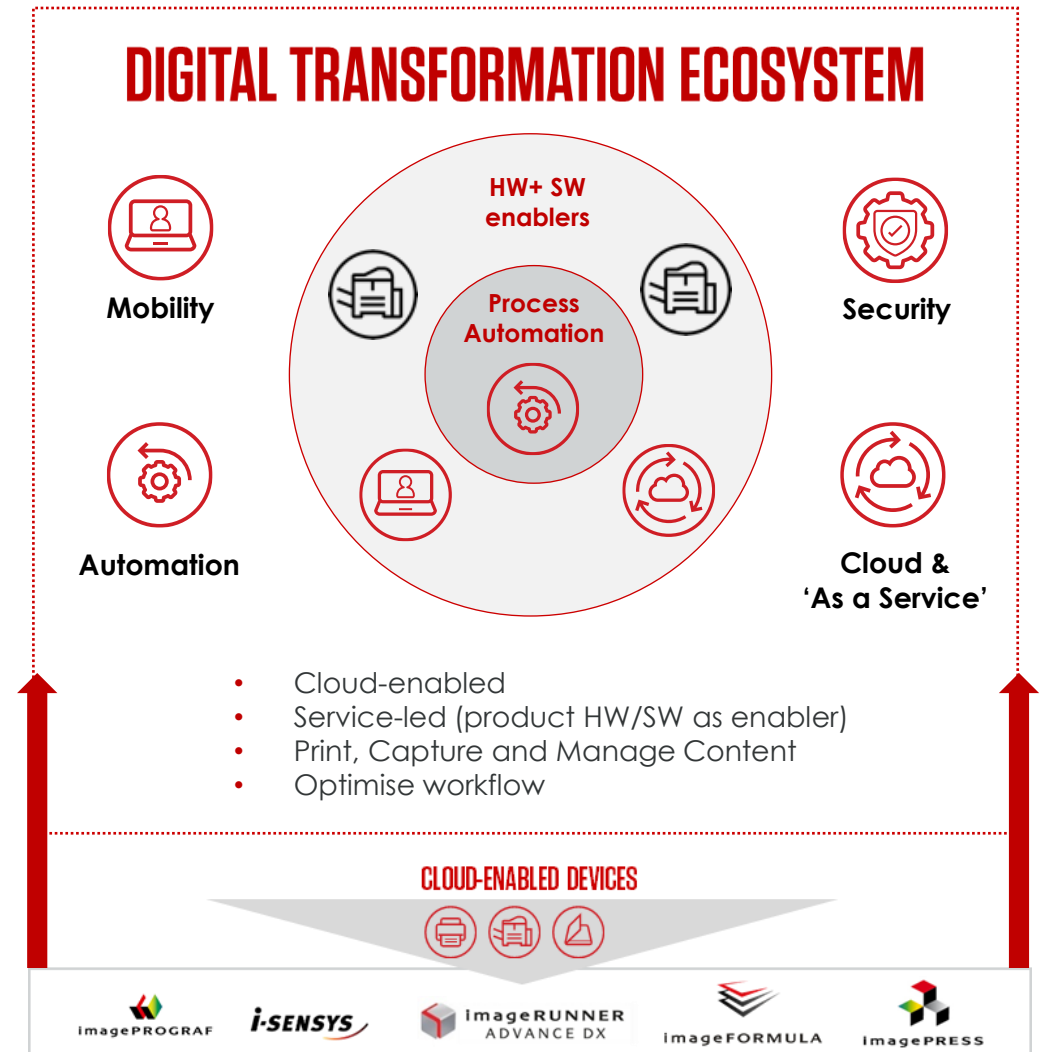 DIGITAL TRANSFORMATION ECOSYSTEM
HW+ SW
enablers
Process
Automation
Mobility
Security
Automation
Cloud &
‘As a Service’
• Cloud-enabled
• Service-led (product HW/SW as enabler)
• Print, Capture and Manage Content
• Optimise workflow
CLOUD-ENABLED DEVICES
imagePROGRAF
i-SENSYS
imageRUNNER
ADVANCE DX
imageFORMULA
imagePRESS